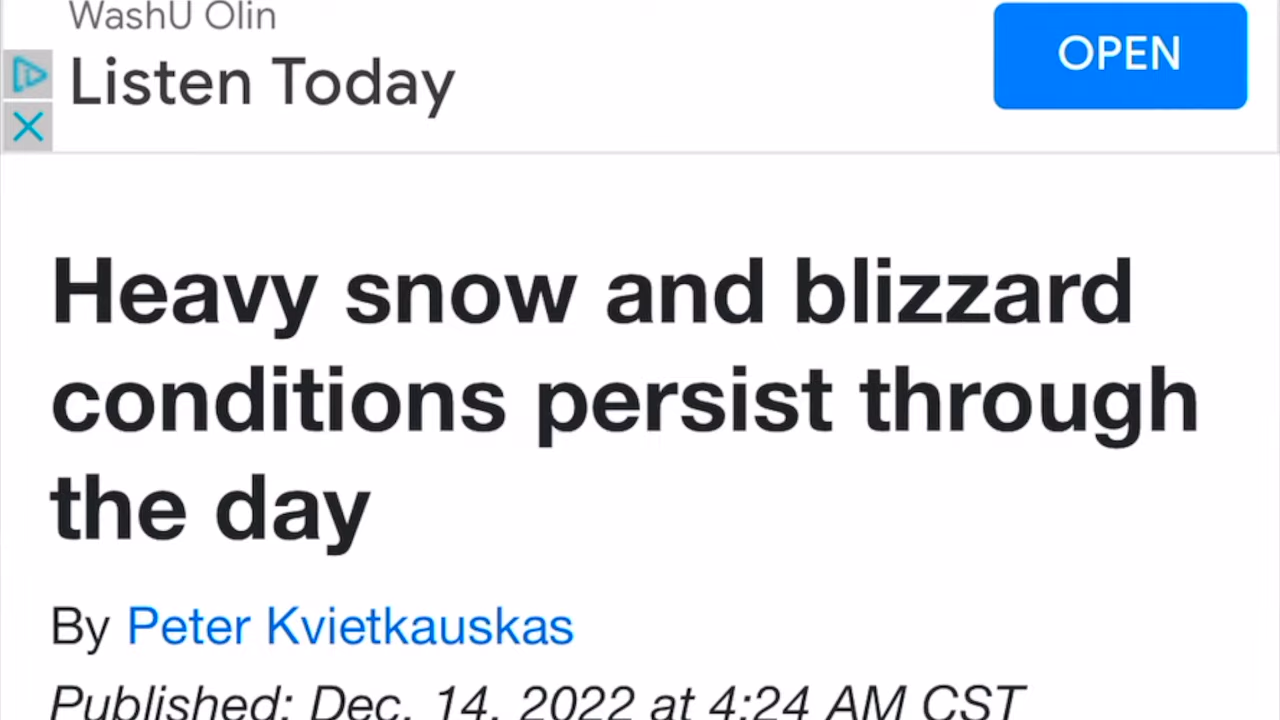 WashU Olin
Listen Today
OPEN
Heavy snow and blizzard
conditions persist through
the day
By Peter Kvietkauskas
Published: Dec. 14, 2022 at 4:24 AM CST